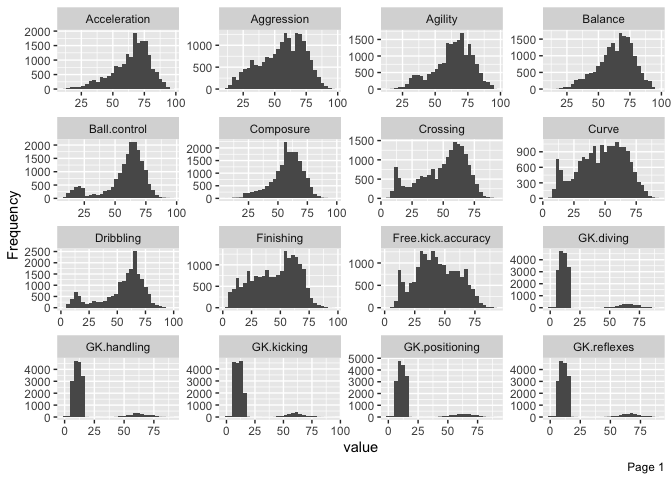 Acceleration
Aggression
Agility
Balance
2000
1500
1000
500
0
25 50 75 100
1000
500
0
25 50 75 100
1500
1000
500
0
25 50 75 100
1500
1000
500
0
25 50 75 100
Ball.control
Composure
Crossing
Curve
2000
1500
1000
500
0
25 50 75
2000
1500
1000
500
0
25 50 75 100
1500
1000
500
0
25 50 75
900
600
300
0
0 25 50 75
Dribbling
Finishing
Free.kick.accuracy
GK.diving
2500
2000
1500
1000
500
0
0 25 50 75 100
1000
500
0
0 25 50 75 100
1000
500
0
0 25 50 75
4000
3000
2000
1000
0
25 50 75
GK.handling
GK.kicking
GK.positioning
GK.reflexes
4000
3000
2000
1000
0
0 25 50 75
4000
3000
2000
1000
0
0 25 50 75 100
5000
4000
3000
2000
1000
0
0 25 50 75
4000
3000
2000
1000
0
0 25 50 75
Frequency
value
Page 1